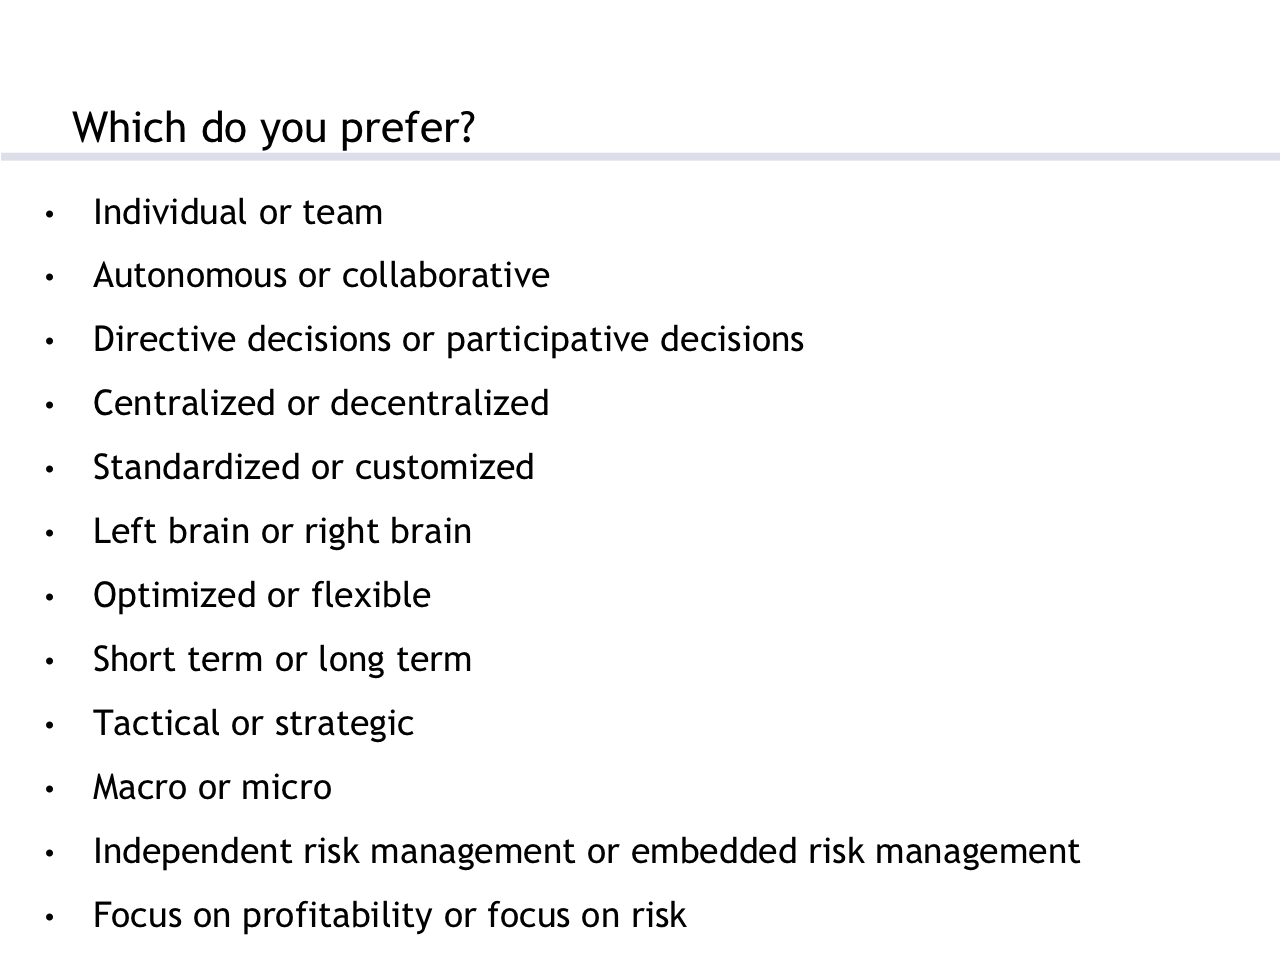 Which do you prefer?
• Individual or team
• Autonomous or collaborative
• Directive decisions or participative decisions
• Centralized or decentralized
• Standardized or customized
• Left brain or right brain
• Optimized or flexible
• Short term or long term
• Tactical or strategic
• Macro or micro
• Independent risk management or embedded risk management
• Focus on profitability or focus on risk